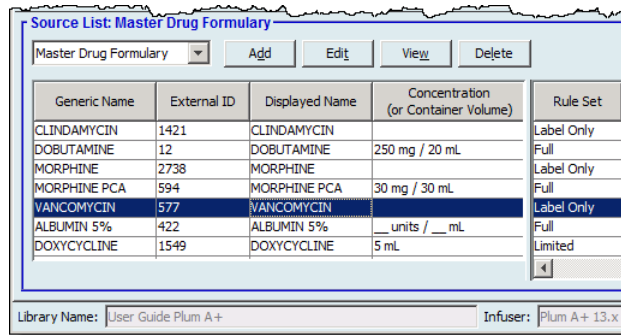 Source List: Master Drug Formulary
Master Drug Formulary Add Edit View Delete
Generic Name External ID Displayed Name Concentration (or Container Volume) Rule Set
CLINDAMYCIN 1421 CLINDAMYCIN Label Only
DOBUTAMINE 12 DOBUTAMINE 250 mg / 20 mL Full
MORPHINE 2738 MORPHINE Label Only
MORPHINE PCA 594 MORPHINE PCA 30 mg / 30 mL Full
VANCOMYCIN 577 VANCOMYCIN Label Only
ALBUMIN 5% 422 ALBUMIN 5% __ units / __ mL Full
DOXYCYCLINE 1549 DOXYCYCLINE 5 mL Limited
Library Name: User Guide Plum A+ Infuser: Plum A+ 13.x